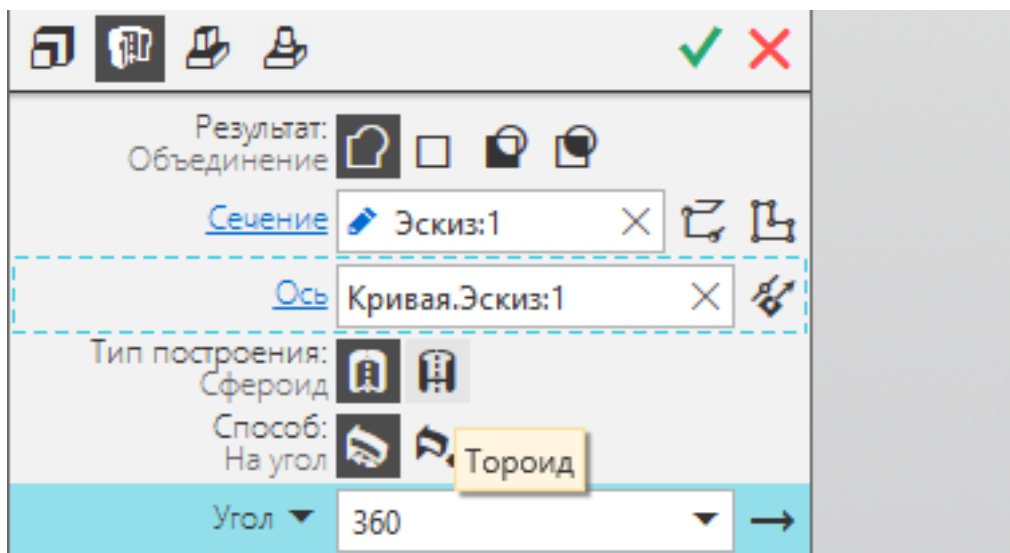 Результат:
Объединение
Сечение Эскиз:1
Ось Кривая.Эскиз:1
Тип построения:
Сфероид
Способ:
На угол
Тороид
Угол 360